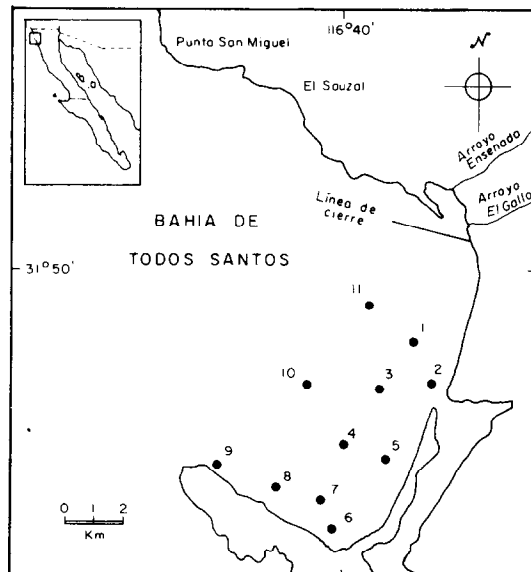 116°40'
Punta San Miguel
El Sauzal
N
Arroyo
Ensenada
Arroyo
El Gallo
Línea de
cierre
BAHIA DE
TODOS SANTOS
31°50'
11
1
10
3
2
4
5
9
8
7
6
0 1 2
Km